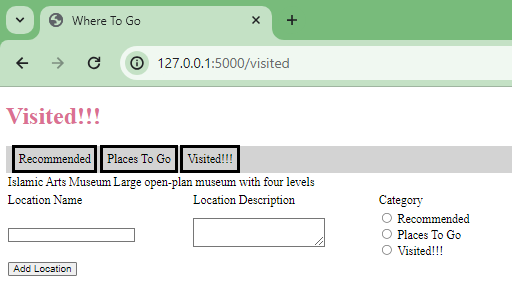 Where To Go
127.0.0.1:5000/visited
Visited!!!
Recommended Places To Go Visited!!!
Islamic Arts Museum Large open-plan museum with four levels
Location Name Location Description Category
Recommended
Places To Go
Visited!!!
Add Location